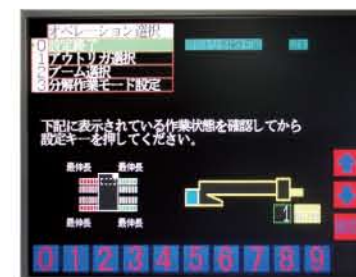 オペレーション選択
0 設定終了
1 アウトリガ選択
2 ブーム選択
3 分解作業モード設定
下記に表示されている作業状態を確認してから
設定キーを押してください。
最伸長 最伸長
最伸長 最伸長
1
0 1 2 3 4 5 6 7 8 9